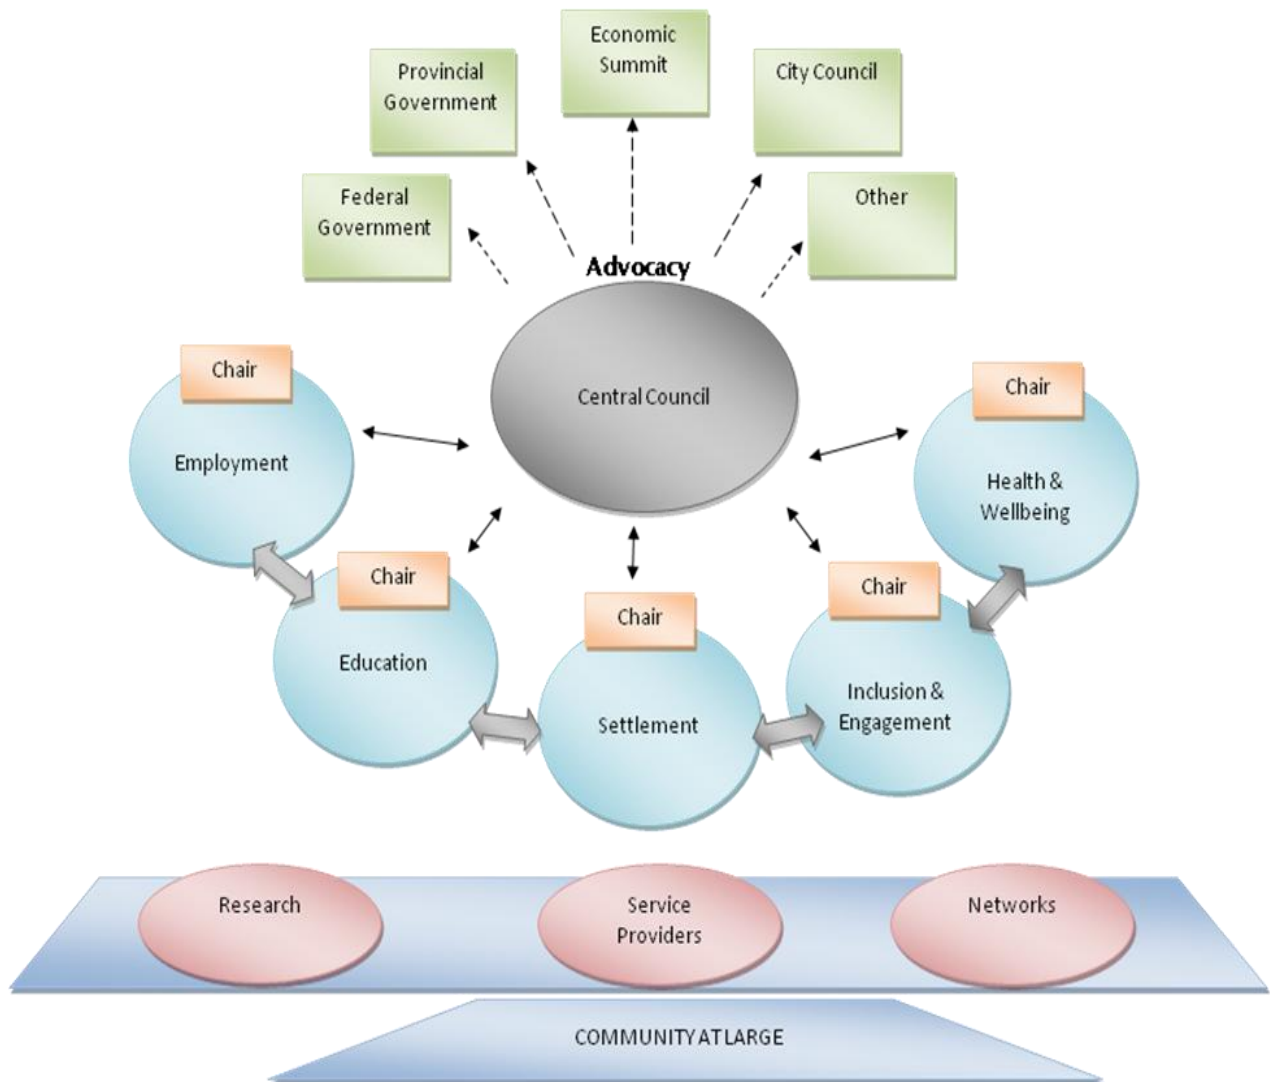 Economic
Summit
Provincial
Government
City Council
Federal
Government
Other
Advocacy
Central Council
Chair
Employment
Chair
Health &
Wellbeing
Chair
Education
Chair
Settlement
Chair
Inclusion &
Engagement
Research
Service
Providers
Networks
COMMUNITY AT LARGE